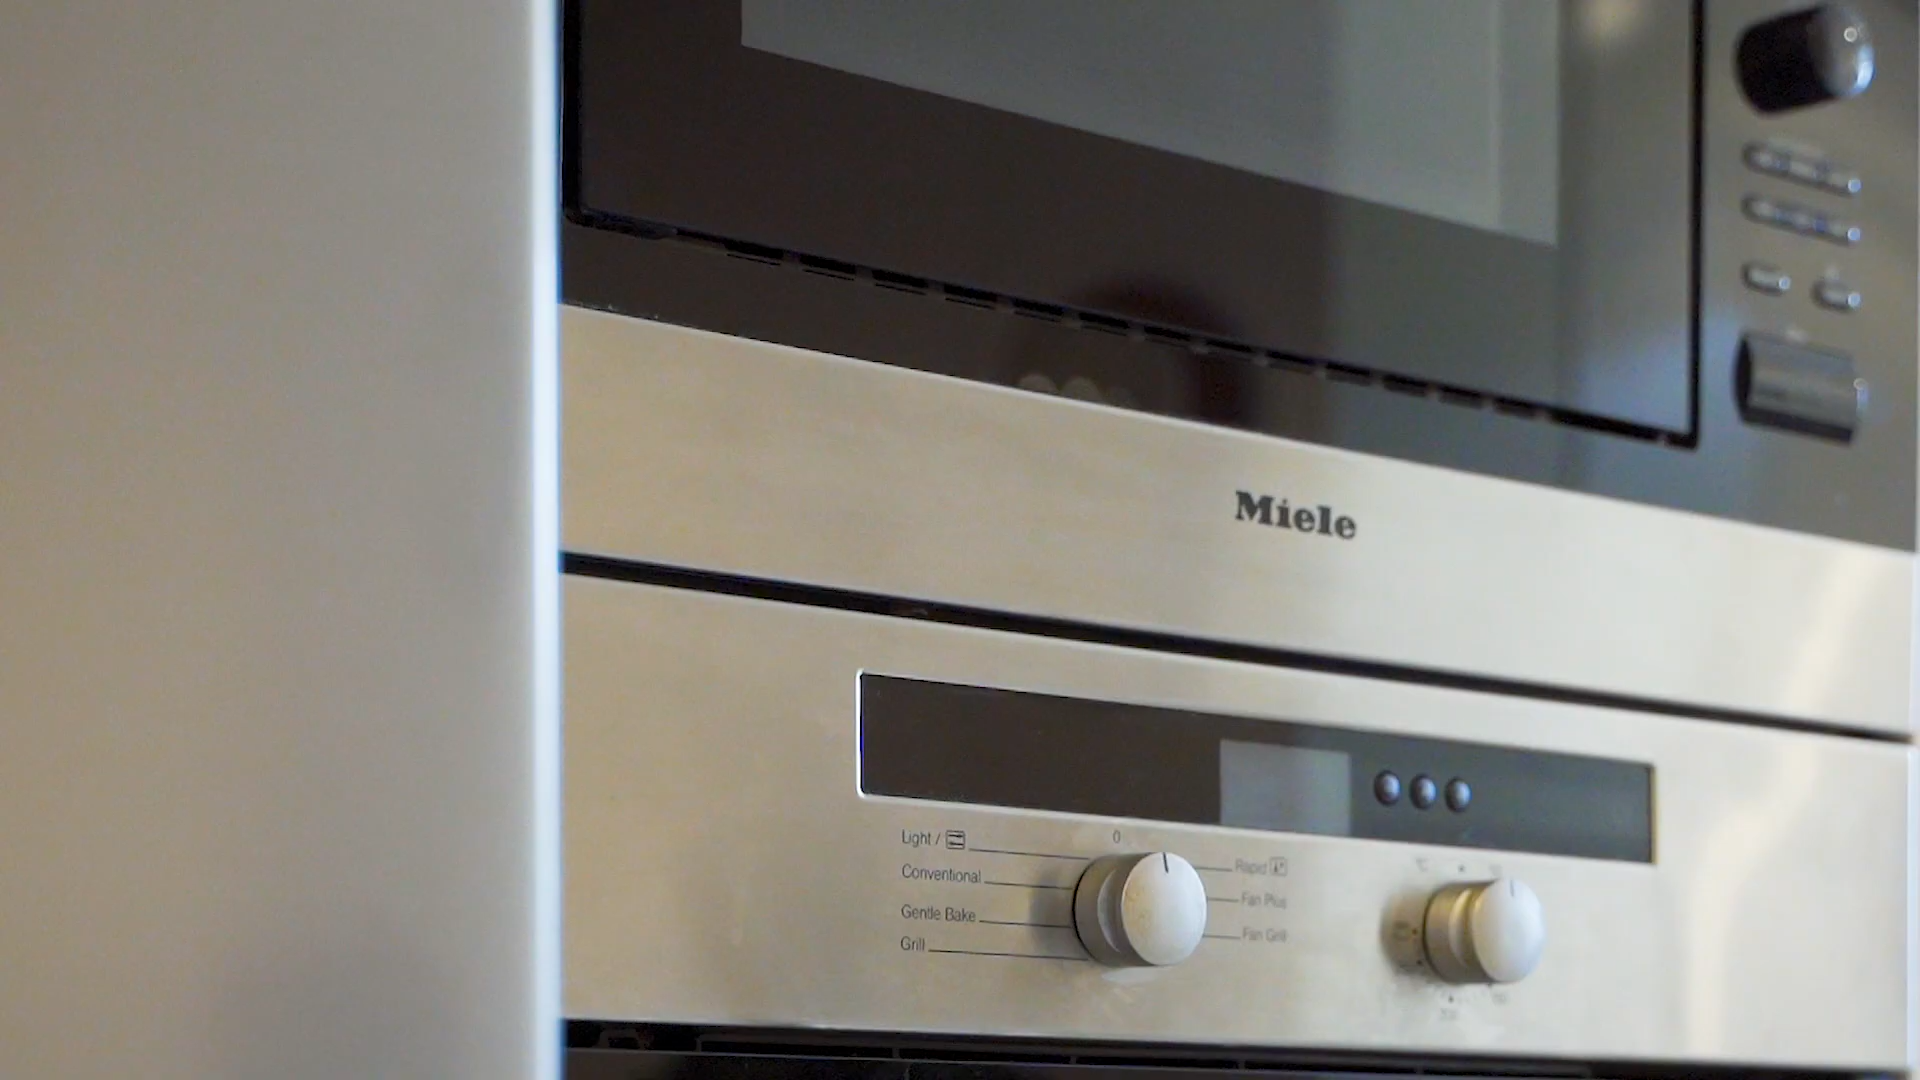 Miele
Light /
0
Rapid
Conventional
Fan Plus
Gentle Bake
Fan Grill
Grill
°C